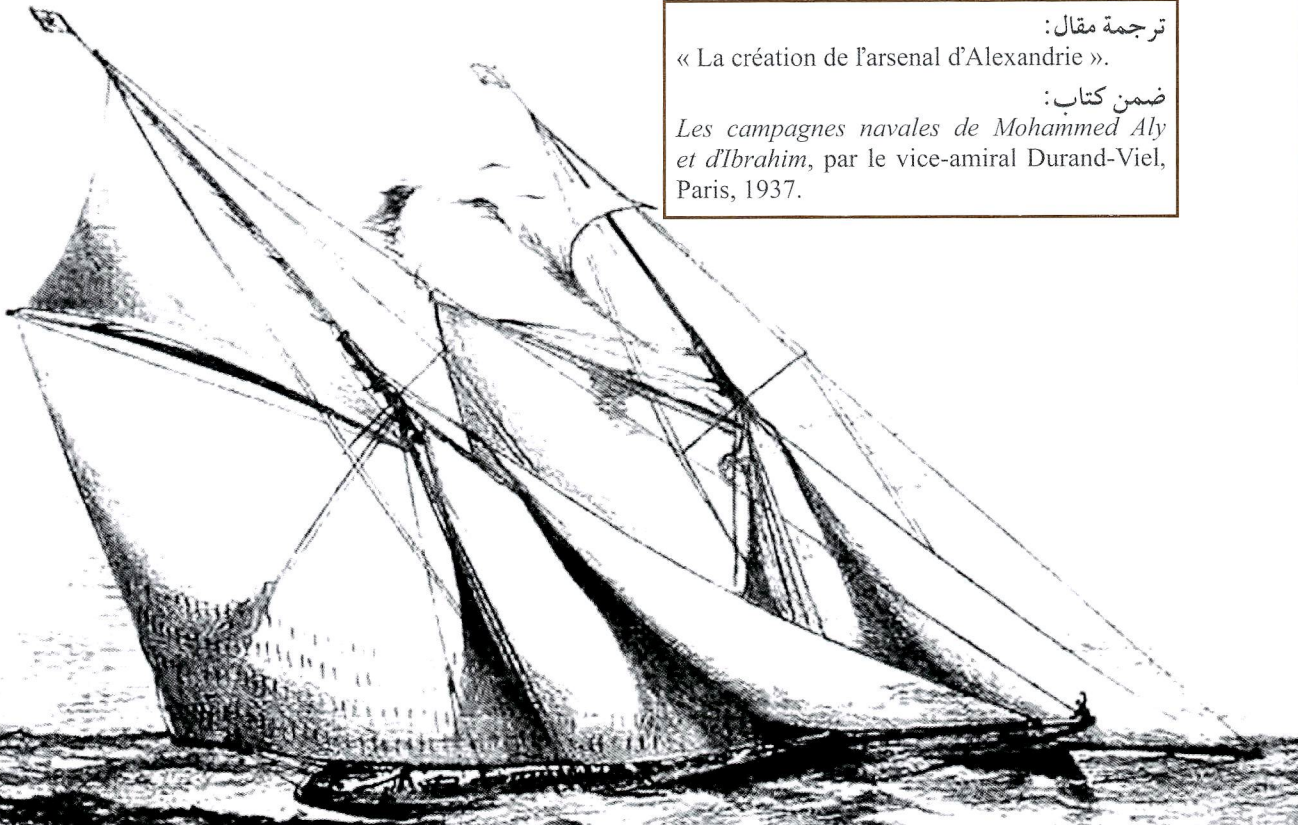 ترجمة مقال:
« La création de l'arsenal d'Alexandrie ».
ضمن كتاب:
Les campagnes navales de Mohammed Aly
et d'Ibrahim, par le vice-amiral Durand-Viel,
Paris, 1937.